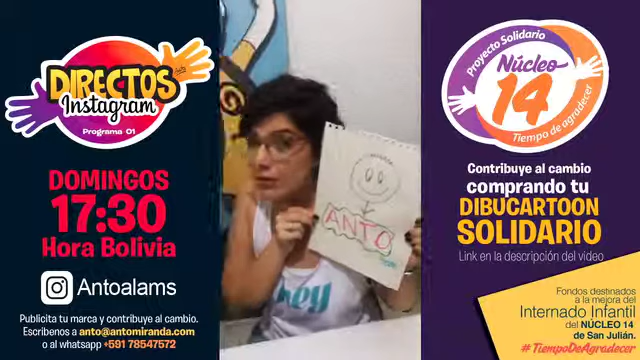 DIRECTOS
Instagram
Programa 01
DOMINGOS
17:30
Hora Bolivia
Antoalams
Publicita tu marca y contribuye al cambio.
Escríbenos a anto@antomiranda.com
o al whatsapp +591 78547572
ANTO
hey
Proyecto Solidario
Núcleo
14
Tiempo de agradecer
Contribuye al cambio
comprando tu
DIBUCARTOON
SOLIDARIO
Link en la descripción del video
Fondos destinados
a la mejora del
Internado Infantil
del NÚCLEO 14
de San Julián.
#TiempoDeAgradecer